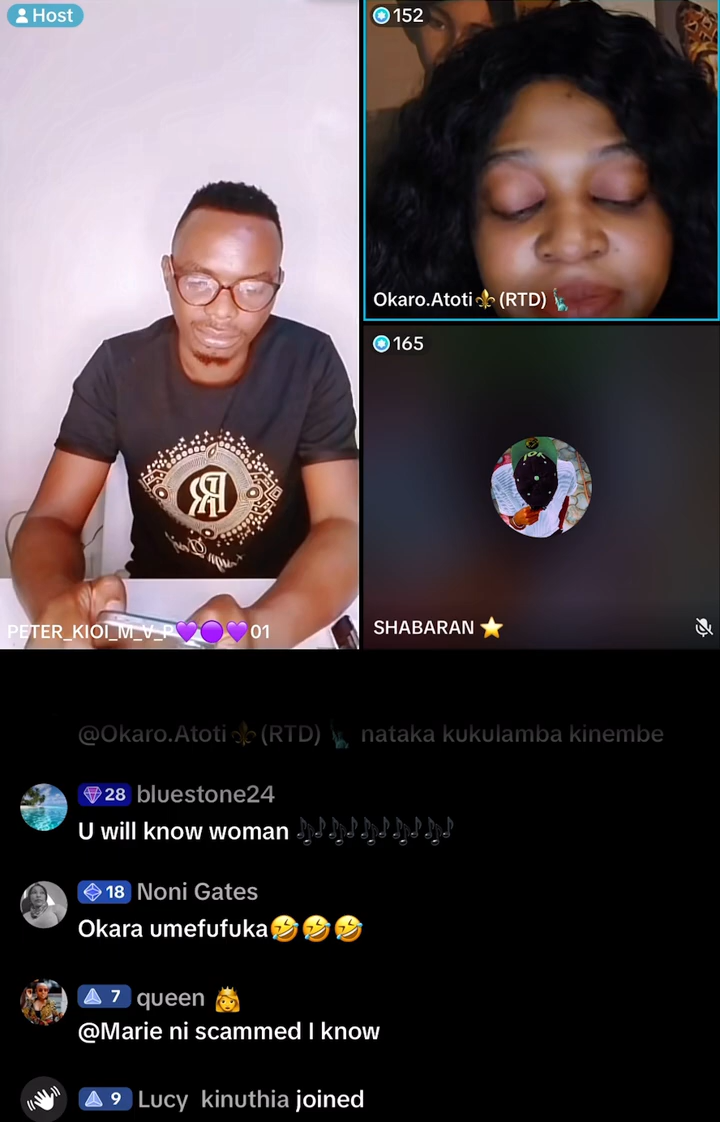 Host
152
Okaro.Atoti⚜️(RTD)🗽
165
PETER_KIOI_M_V_P💜🟣💜01
SHABARAN ⭐
@Okaro.Atoti⚜️(RTD)🗽 nataka kukulamba kinembe
28 bluestone24
U will know woman 🎶🎶🎶🎶🎶
18 Noni Gates
Okara umefufuka🤣🤣🤣
7 queen 👸
@Marie ni scammed I know
9 Lucy kinuthia joined